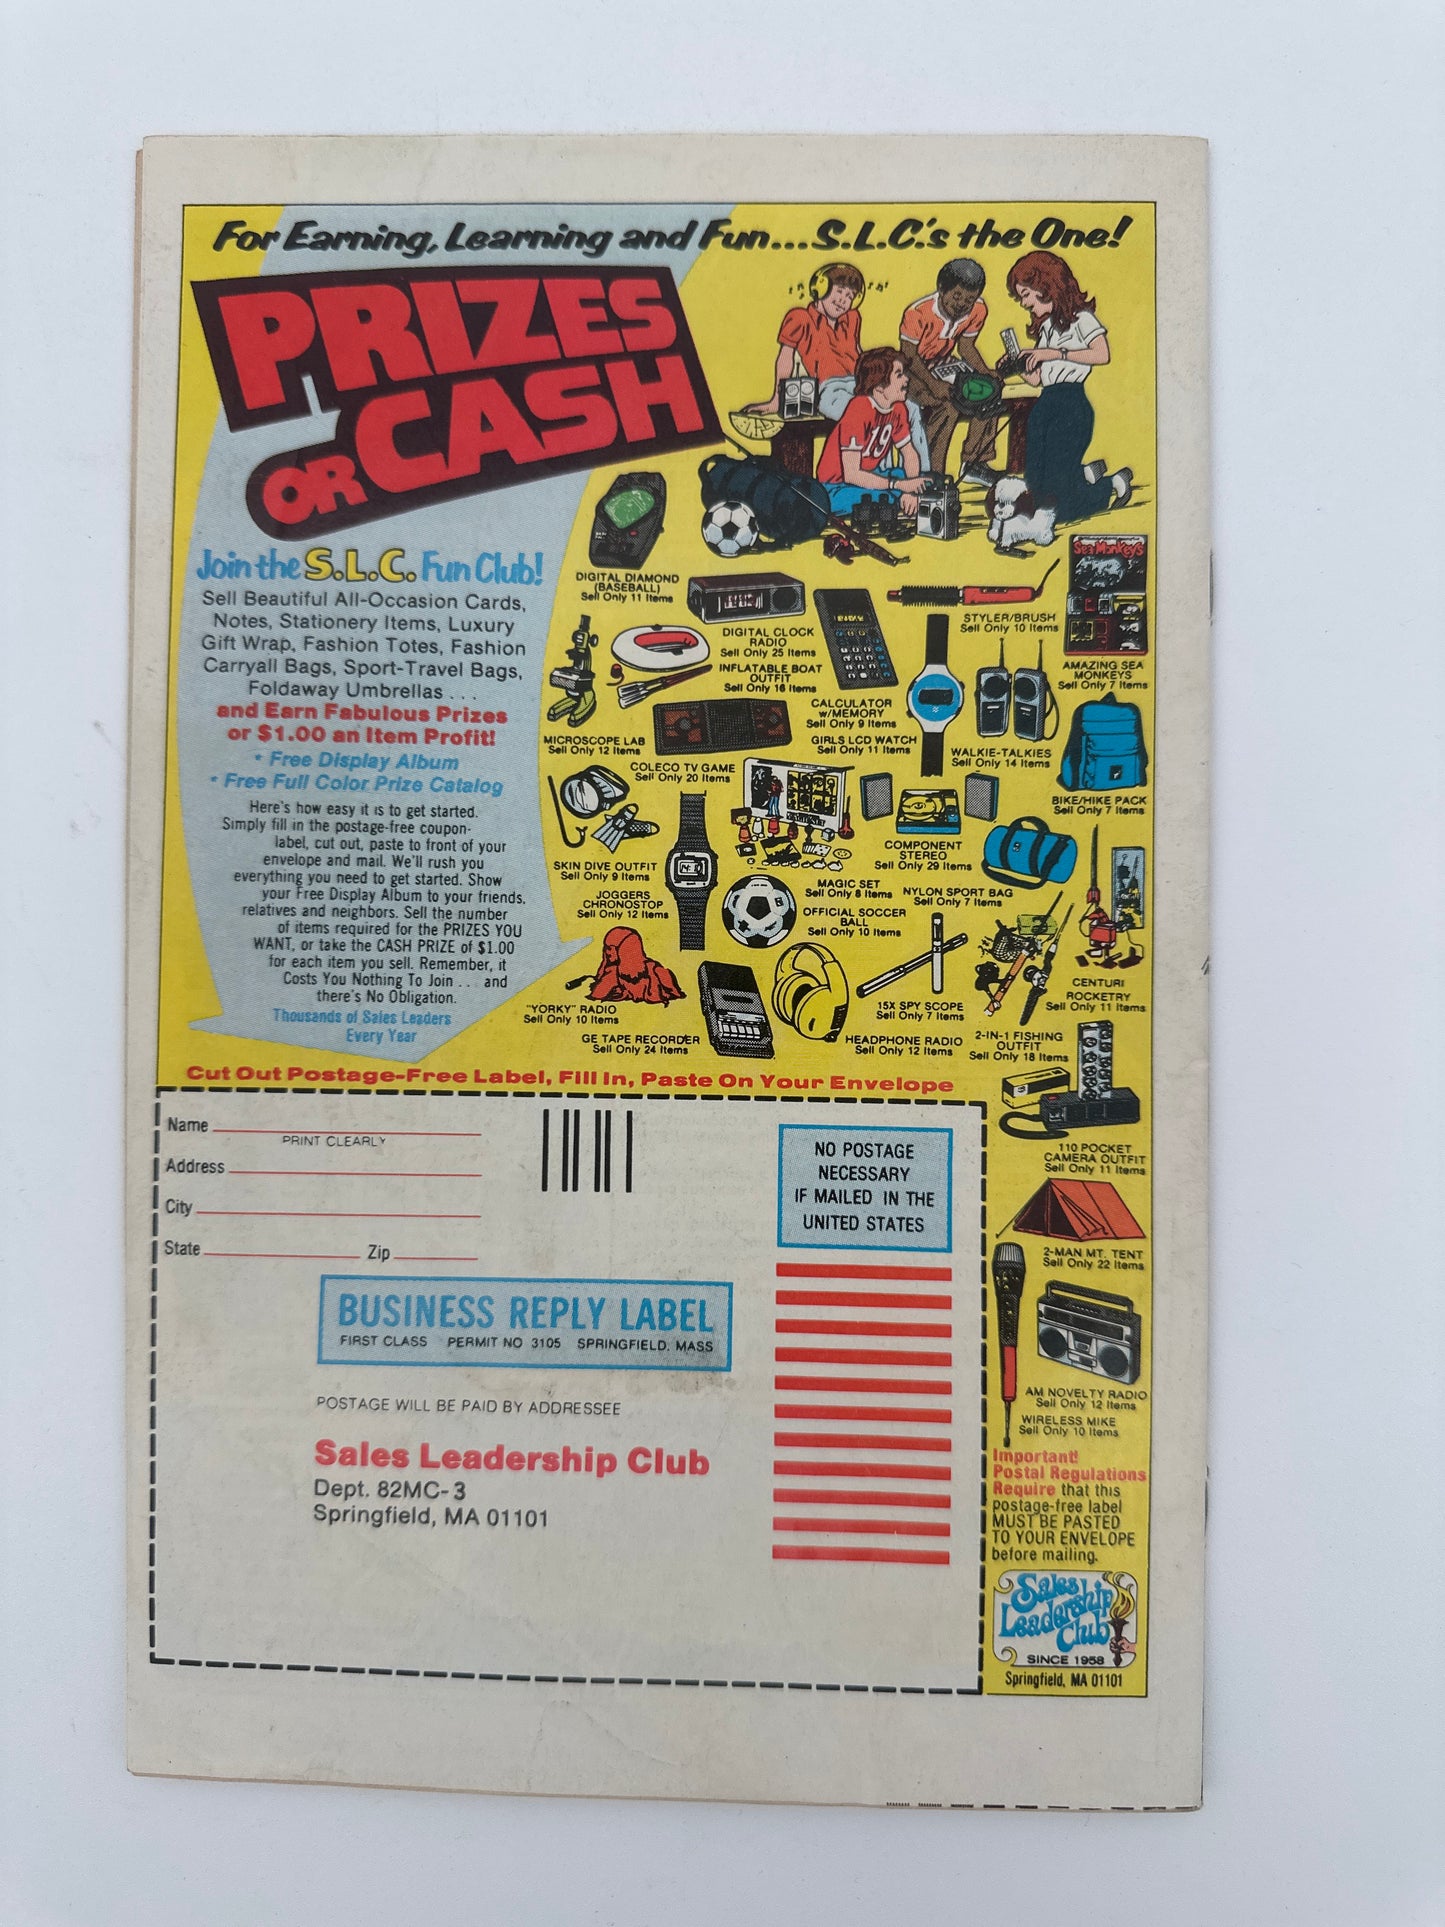 For Earning, Learning and Fun...S.L.C.'s the One!
PRIZES
OR CASH
Join the S.L.C. Fun Club!
Sell Beautiful All-Occasion Cards,
Notes, Stationery Items, Luxury
Gift Wrap, Fashion Totes, Fashion
Carryall Bags, Sport-Travel Bags,
Foldaway Umbrellas . . .
and Earn Fabulous Prizes
or $1.00 an Item Profit!
* Free Display Album
* Free Full Color Prize Catalog
Here's how easy it is to get started.
Simply fill in the postage-free coupon-
label, cut out, paste to front of your
envelope and mail. We'll rush you
everything you need to get started. Show
your Free Display Album to your friends,
relatives and neighbors. Sell the number
of items required for the PRIZES YOU
WANT, or take the CASH PRIZE of $1.00
for each item you sell. Remember, it
Costs You Nothing To Join . . . and
there's No Obligation.
Thousands of Sales Leaders
Every Year
19
DIGITAL DIAMOND
(BASEBALL)
Sell Only 11 Items
DIGITAL CLOCK
RADIO
Sell Only 25 Items
INFLATABLE BOAT
OUTFIT
Sell Only 16 Items
STYLER/BRUSH
Sell Only 10 Items
Sea Monkeys
AMAZING SEA
MONKEYS
Sell Only 7 Items
MICROSCOPE LAB
Sell Only 12 Items
CALCULATOR
w/MEMORY
Sell Only 9 Items
GIRLS LCD WATCH
Sell Only 11 Items
WALKIE-TALKIES
Sell Only 14 Items
COLECO TV GAME
Sell Only 20 Items
BIKE/HIKE PACK
Sell Only 7 Items
SKIN DIVE OUTFIT
Sell Only 9 Items
COMPONENT
STEREO
Sell Only 29 Items
JOGGERS
CHRONOSTOP
Sell Only 12 Items
MAGIC SET
Sell Only 8 Items
NYLON SPORT BAG
Sell Only 7 Items
OFFICIAL SOCCER
BALL
Sell Only 10 Items
CENTURI
ROCKETRY
Sell Only 11 Items
"YORKY" RADIO
Sell Only 10 Items
15X SPY SCOPE
Sell Only 7 Items
GE TAPE RECORDER
Sell Only 24 Items
HEADPHONE RADIO
Sell Only 12 Items
2-IN-1 FISHING
OUTFIT
Sell Only 18 Items
110 POCKET
CAMERA OUTFIT
Sell Only 11 Items
2-MAN MT. TENT
Sell Only 22 Items
AM NOVELTY RADIO
Sell Only 12 Items
WIRELESS MIKE
Sell Only 10 Items
Important!
Postal Regulations
Require that this
postage-free label
MUST BE PASTED
TO YOUR ENVELOPE
before mailing.
Sales
Leadership
Club
SINCE 1958
Springfield, MA 01101
Cut Out Postage-Free Label, Fill In, Paste On Your Envelope
Name
PRINT CLEARLY
Address
City
State Zip
NO POSTAGE
NECESSARY
IF MAILED IN THE
UNITED STATES
BUSINESS REPLY LABEL
FIRST CLASS PERMIT NO 3105 SPRINGFIELD, MASS
POSTAGE WILL BE PAID BY ADDRESSEE
Sales Leadership Club
Dept. 82MC-3
Springfield, MA 01101